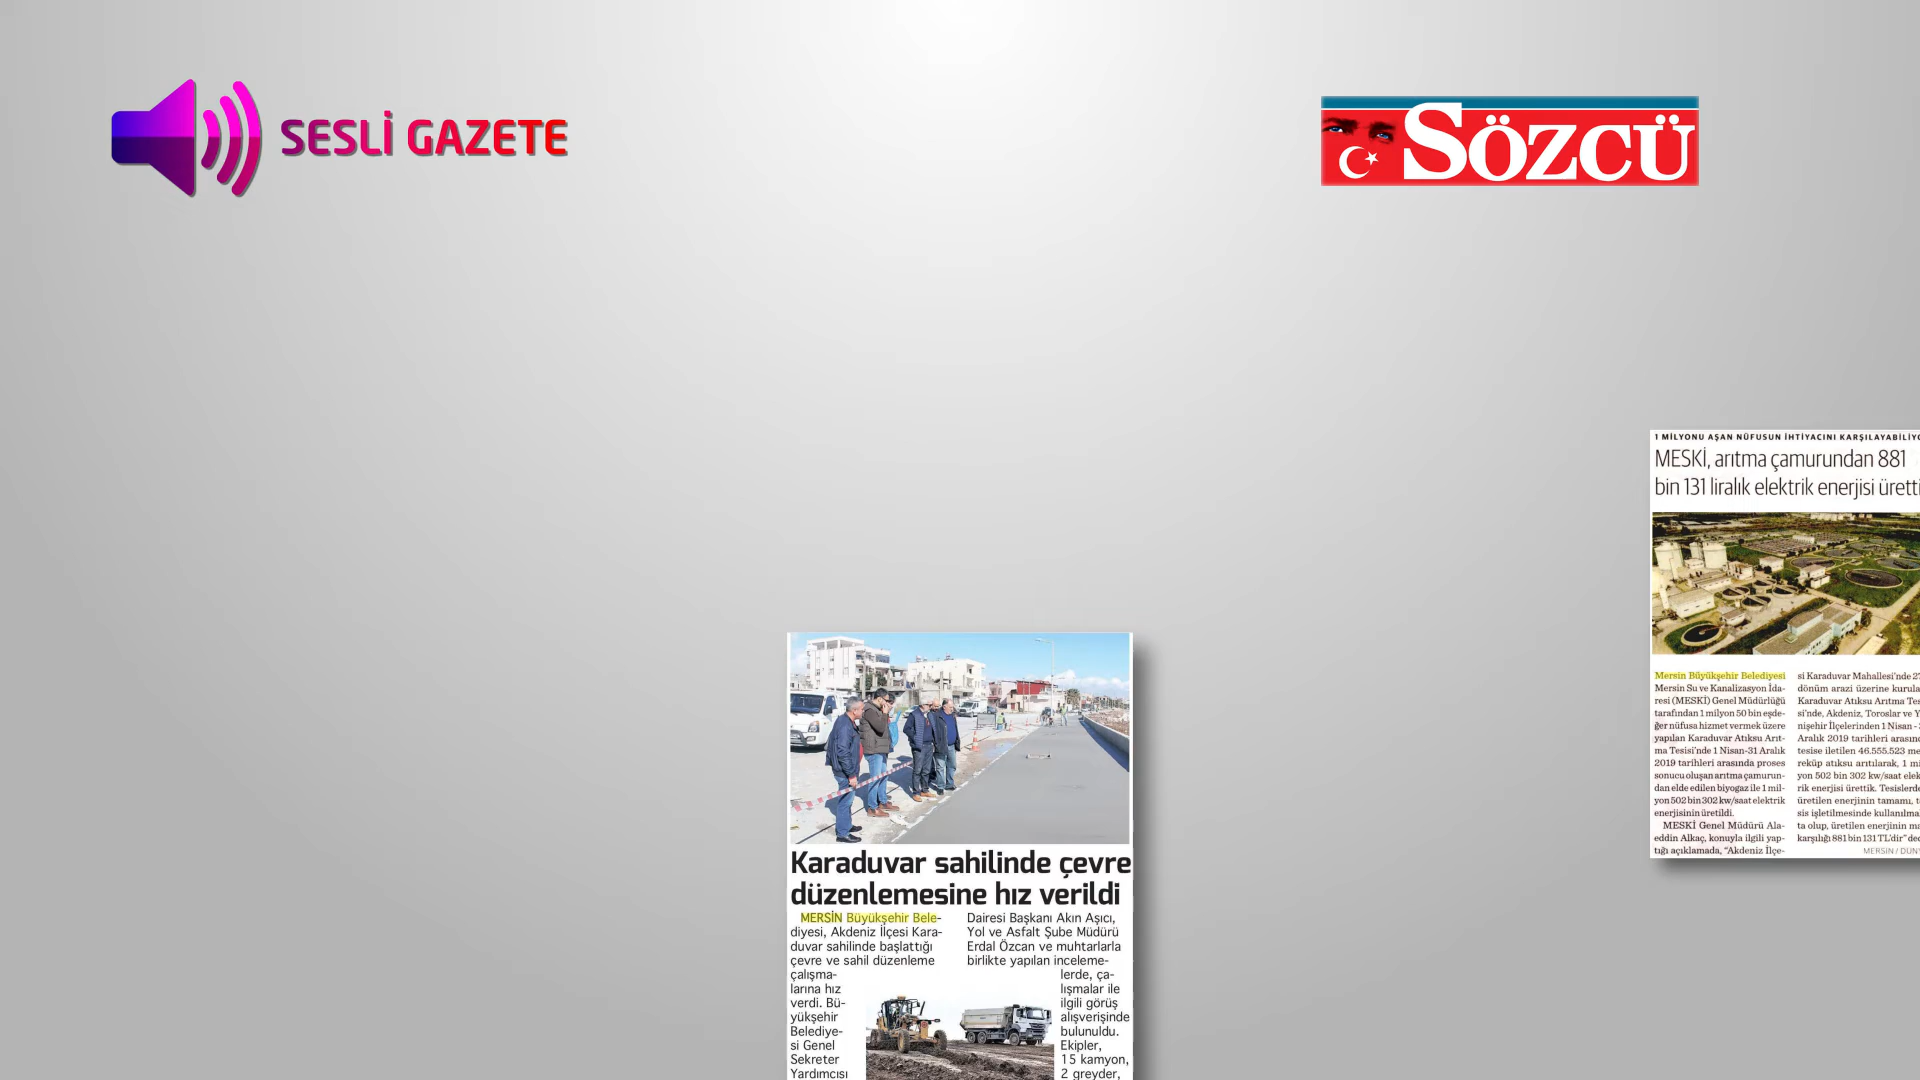 SESLİ GAZETE
SÖZCÜ
Karaduvar sahilinde çevre
düzenlemesine hız verildi
MERSİN Büyükşehir Bele-
diyesi, Akdeniz İlçesi Kara-
duvar sahilinde başlattığı
çevre ve sahil düzenleme
çalışma-
larına hız
verdi. Bü-
yükşehir
Belediye-
si Genel
Sekreter
Yardımcısı
Dairesi Başkanı Akın Aşıcı,
Yol ve Asfalt Şube Müdürü
Erdal Özcan ve muhtarlarla
birlikte yapılan inceleme-
lerde, ça-
lışmalar ile
ilgili görüş
alışverişinde
bulunuldu.
Ekipler,
15 kamyon,
2 greyder,
1 MİLYONU AŞAN NÜFUSUN İHTİYACINI KARŞILAYABİLİYO
MESKİ, arıtma çamurundan 881
bin 131 liralık elektrik enerjisi üretti
Mersin Büyükşehir Belediyesi
Mersin Su ve Kanalizasyon İda-
resi (MESKİ) Genel Müdürlüğü
tarafından 1 milyon 50 bin eşde-
ğer nüfusa hizmet vermek üzere
yapılan Karaduvar Atıksu Arıt-
ma Tesisi'nde 1 Nisan-31 Aralık
2019 tarihleri arasında proses
sonucu oluşan arıtma çamurun-
dan elde edilen biyogaz ile 1 mil-
yon 502 bin 302 kw/saat elektrik
enerjisinin üretildi.
MESKİ Genel Müdürü Ala-
eddin Alkaç, konuyla ilgili yap-
tığı açıklamada, "Akdeniz İlçe-
si Karaduvar Mahallesi'nde 27
dönüm arazi üzerine kurula
Karaduvar Atıksu Arıtma Tes
si'nde, Akdeniz, Toroslar ve Y
nişehir İlçelerinden 1 Nisan -
Aralık 2019 tarihleri arasınd
tesise iletilen 46.555.523 me
reküp atıksu arıtılarak, 1 mi
yon 502 bin 302 kw/saat elek
rik enerjisi ürettik. Tesislerde
üretilen enerjinin tamamı, te
sis işletilmesinde kullanılma
ta olup, üretilen enerjinin ma
karşılığı 881 bin 131 TL'dir" ded
MERSİN / DÜN